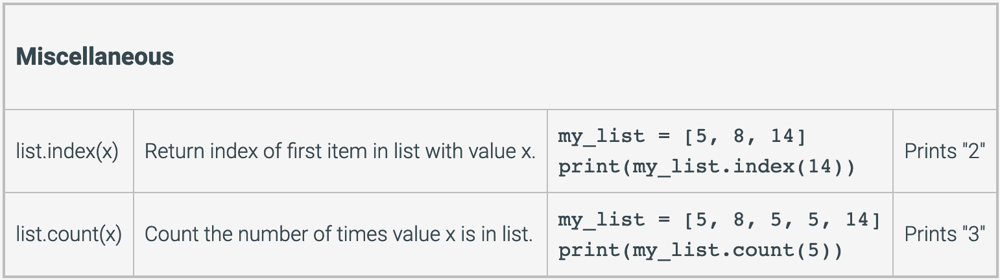 Miscellaneous
list.index(x)
Return index of first item in list with value x.
my_list = [5, 8, 14]
print(my_list.index(14))
Prints "2"
list.count(x)
Count the number of times value x is in list.
my_list = [5, 8, 5, 5, 14]
print(my_list.count(5))
Prints "3"